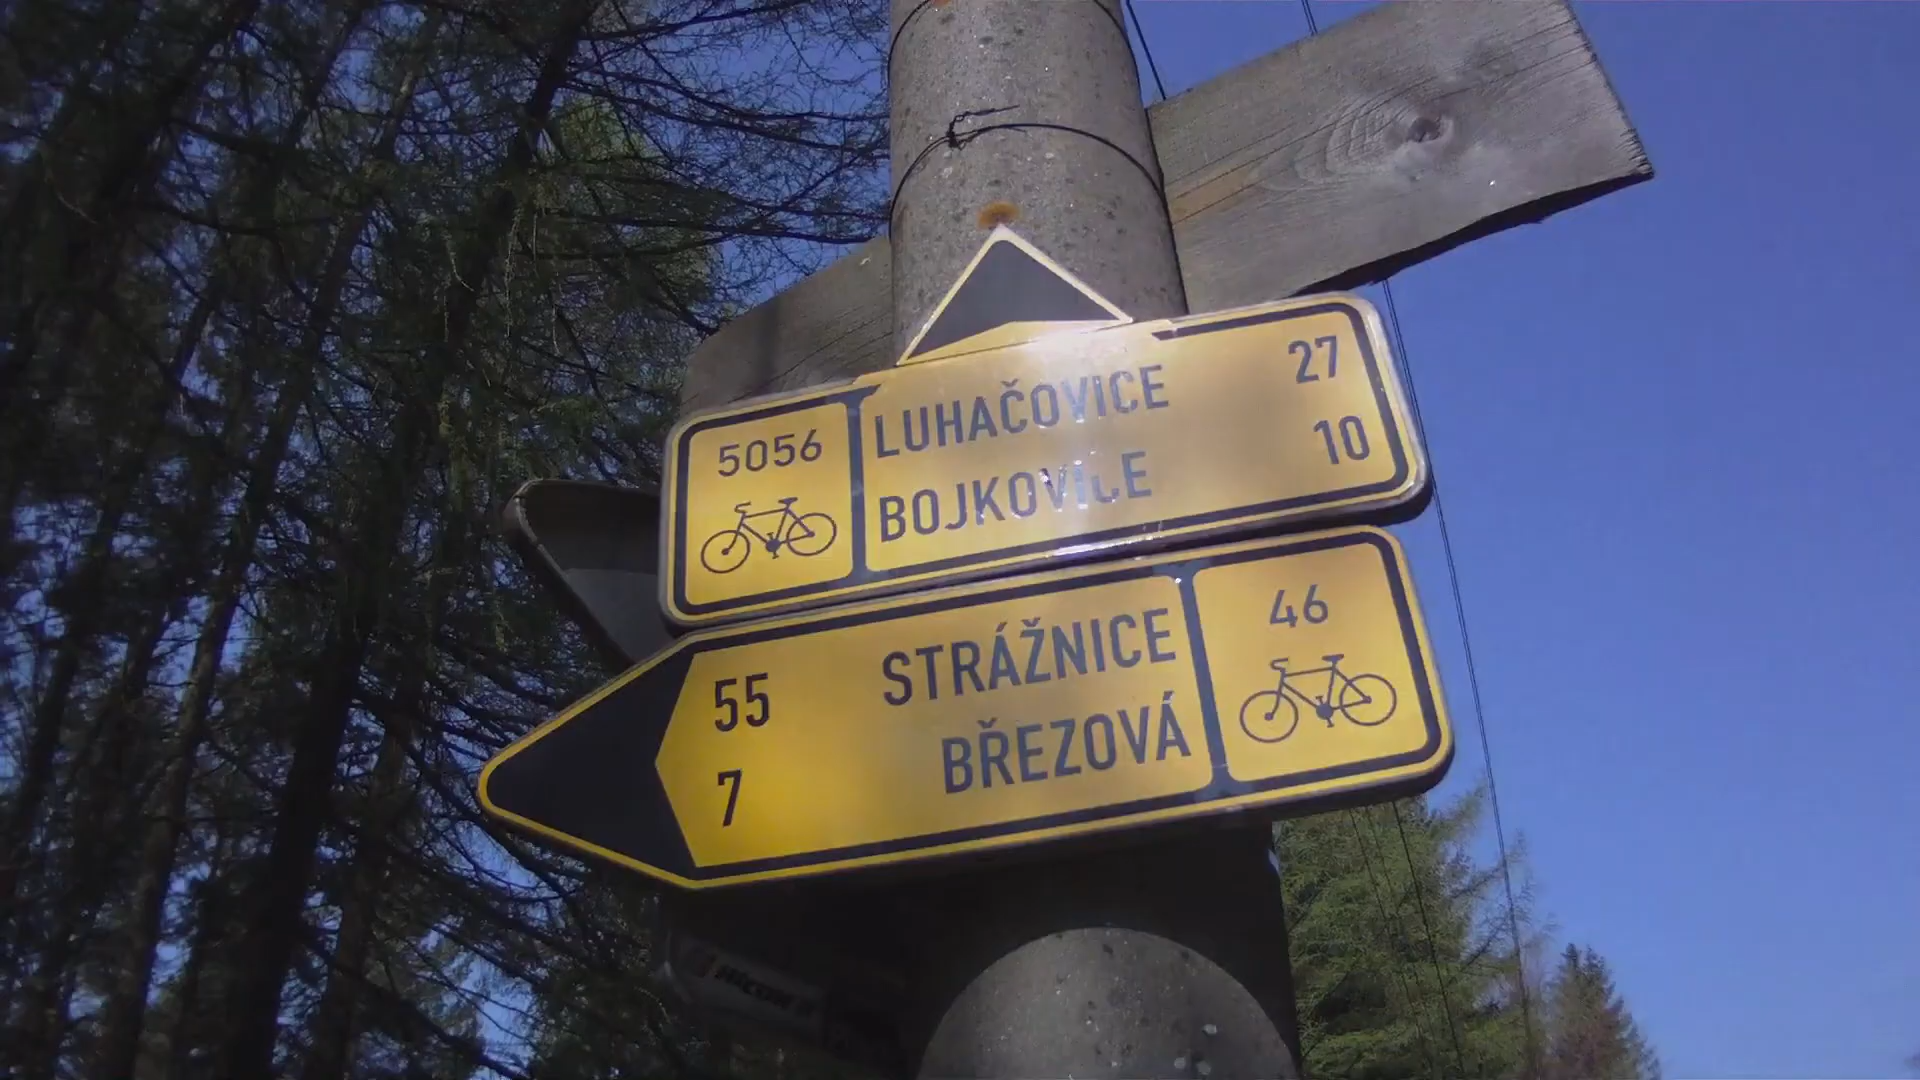 5056
LUHAČOVICE 27
BOJKOVICE 10
55 STRÁŽNICE
7 BŘEZOVÁ
46